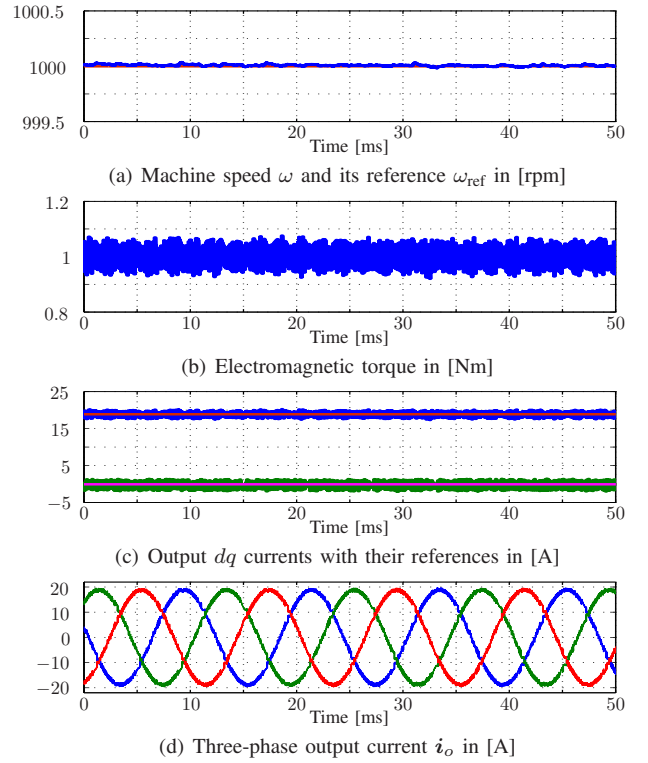 1000.5
1000
999.5
0 10 20 30 40 50
Time [ms]
(a) Machine speed ω and its reference ω_ref in [rpm]
1.2
1
0.8
0 10 20 30 40 50
Time [ms]
(b) Electromagnetic torque in [Nm]
25
15
5
−5
0 10 20 30 40 50
Time [ms]
(c) Output dq currents with their references in [A]
20
10
0
−10
−20
0 10 20 30 40 50
Time [ms]
(d) Three-phase output current i_o in [A]